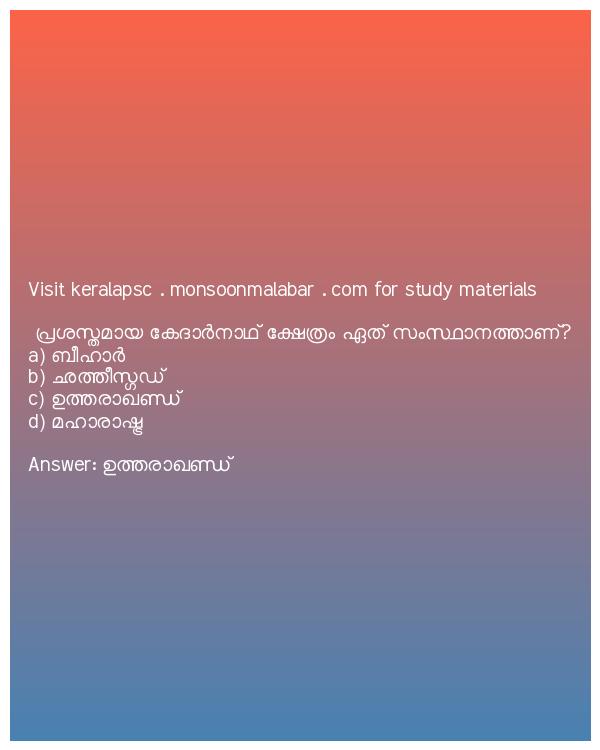 Visit keralapsc . monsoonmalabar . com for study materials
പ്രശസ്തമായ കേദാർനാഥ് ക്ഷേത്രം ഏത് സംസ്ഥാനത്താണ്?
a) ബീഹാർ
b) ഛത്തീസ്ഗഡ്
c) ഉത്തരാഖണ്ഡ്
d) മഹാരാഷ്ട്ര
Answer: ഉത്തരാഖണ്ഡ്